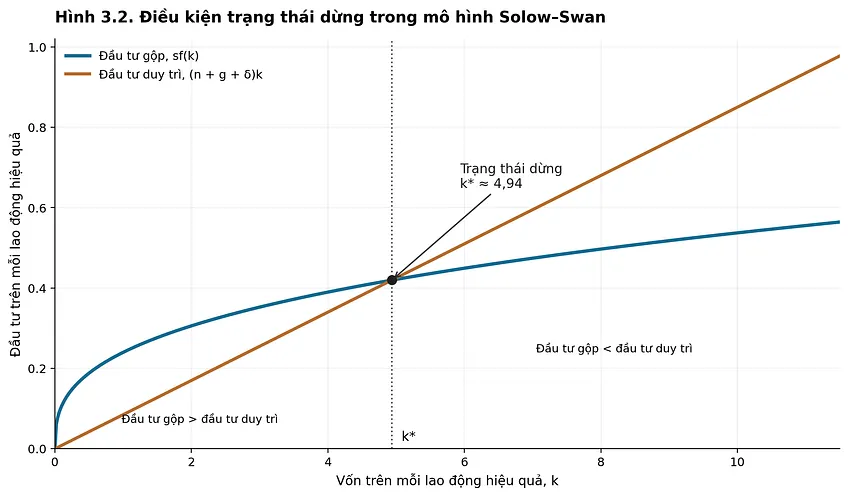 Hình 3.2. Điều kiện trạng thái dừng trong mô hình Solow–Swan
Đầu tư gộp, sf(k)
Đầu tư duy trì, (n + g + δ)k
Đầu tư trên mỗi lao động hiệu quả
1.0
0.8
0.6
0.4
0.2
0.0
Trạng thái dừng
k* ≈ 4,94
Đầu tư gộp < đầu tư duy trì
Đầu tư gộp > đầu tư duy trì
k*
0
2
4
6
8
10
Vốn trên mỗi lao động hiệu quả, k